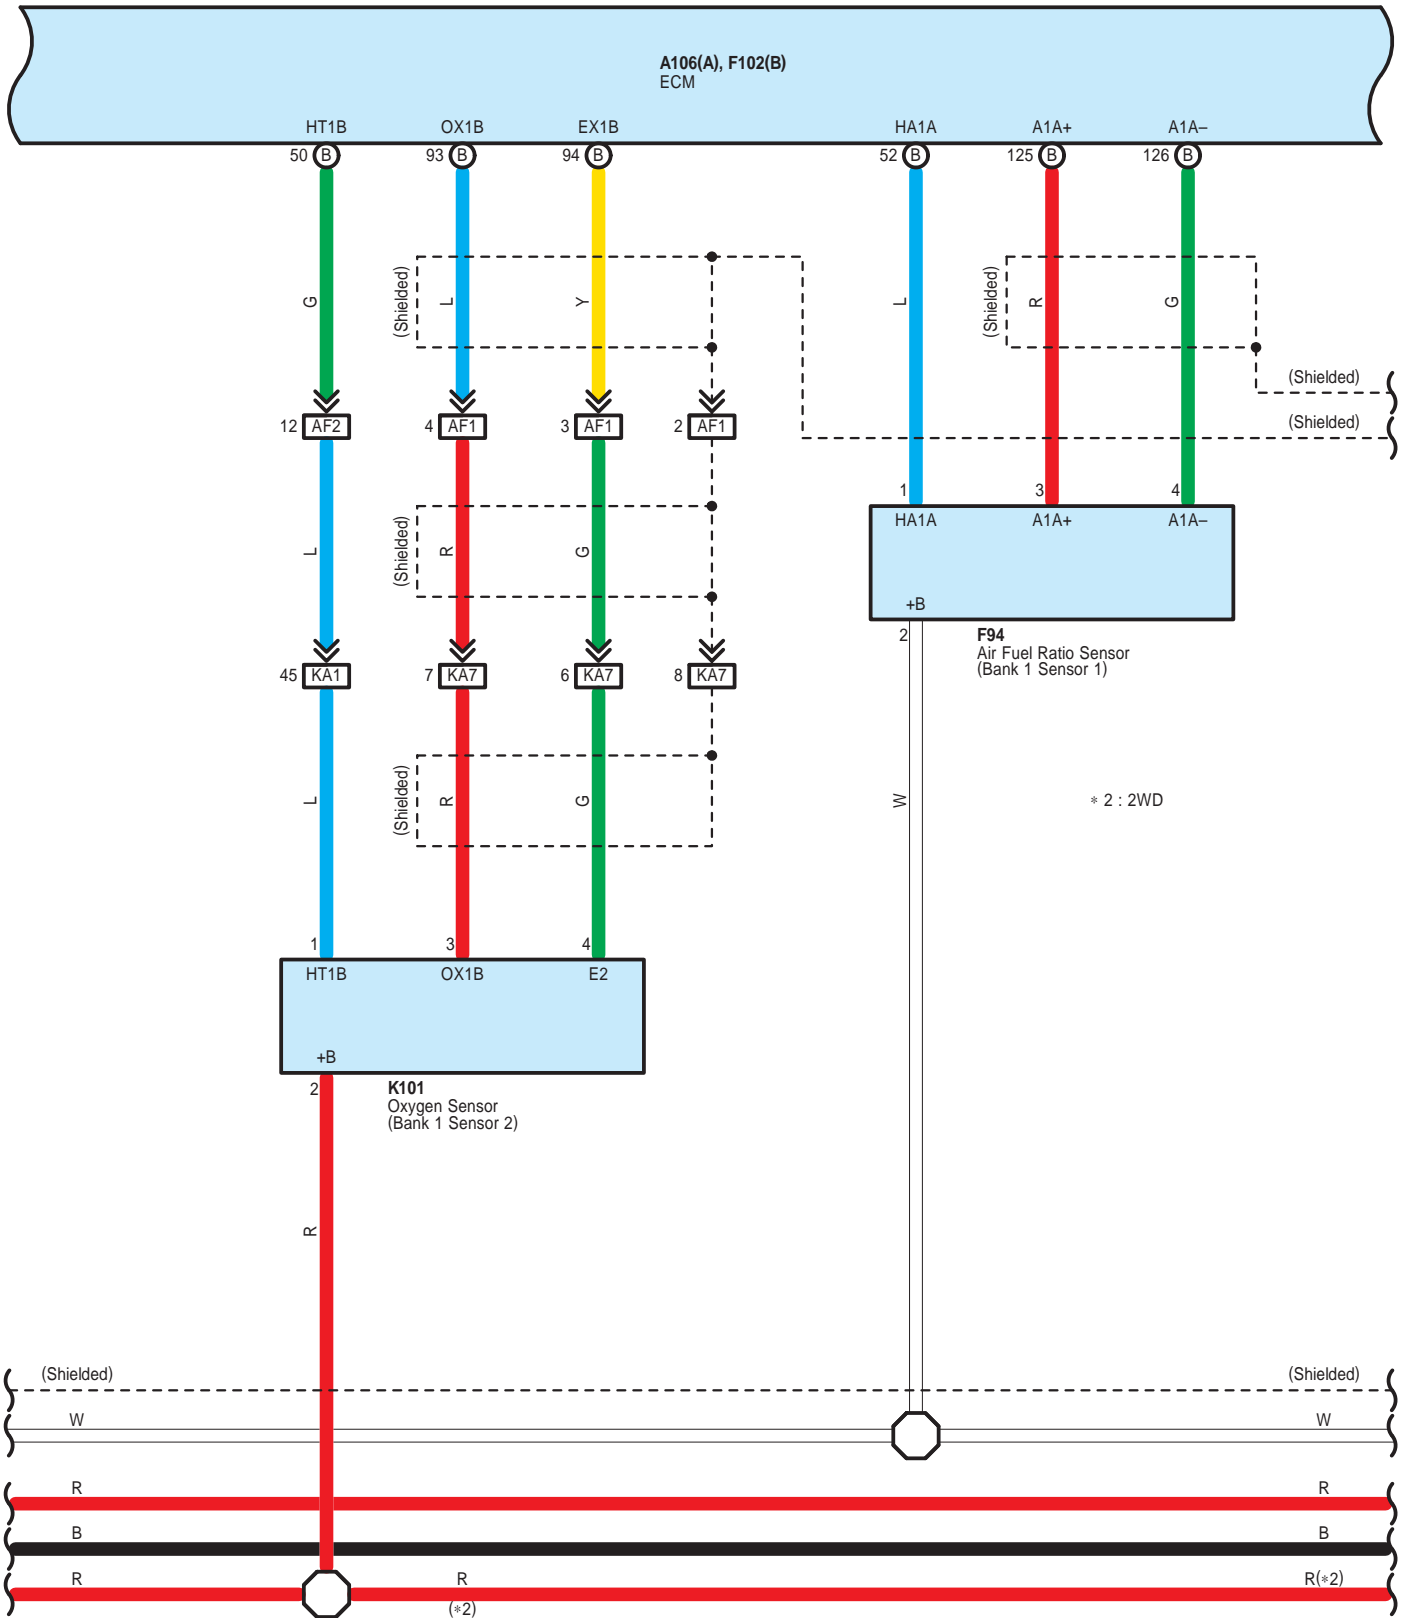 A106(A), F102(B)
ECM
HT1B OX1B EX1B HA1A A1A+ A1A–
50 B 93 B 94 B 52 B 125 B 126 B
(Shielded) (Shielded)
G L Y L R G
(Shielded)
12 AF2 4 AF1 3 AF1 2 AF1 (Shielded)
1 3 4
HA1A A1A+ A1A–
L (Shielded) R G
+B
2 F94
Air Fuel Ratio Sensor
(Bank 1 Sensor 1)
45 KA1 7 KA7 6 KA7 8 KA7
L (Shielded) R G W ∗ 2 : 2WD
1 3 4
HT1B OX1B E2
+B
2 K101
Oxygen Sensor
(Bank 1 Sensor 2)
R
(Shielded) (Shielded)
W W
R R
B B
R R R(∗2)
(∗2)